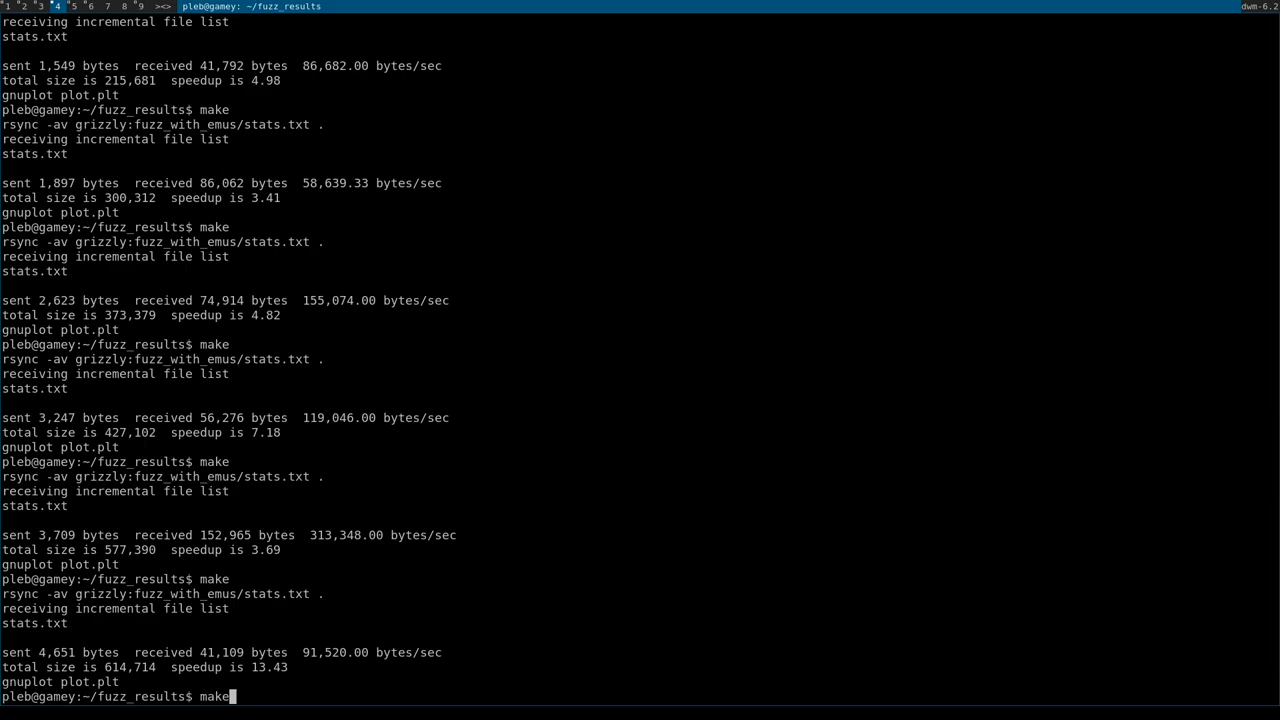 1 2 3 4 5 6 7 8 9 ><> pleb@gamey: ~/fuzz_results dwm-6.2
receiving incremental file list
stats.txt
sent 1,549 bytes  received 41,792 bytes  86,682.00 bytes/sec
total size is 215,681  speedup is 4.98
gnuplot plot.plt
pleb@gamey:~/fuzz_results$ make
rsync -av grizzly:fuzz_with_emus/stats.txt .
receiving incremental file list
stats.txt
sent 1,897 bytes  received 86,062 bytes  58,639.33 bytes/sec
total size is 300,312  speedup is 3.41
gnuplot plot.plt
pleb@gamey:~/fuzz_results$ make
rsync -av grizzly:fuzz_with_emus/stats.txt .
receiving incremental file list
stats.txt
sent 2,623 bytes  received 74,914 bytes  155,074.00 bytes/sec
total size is 373,379  speedup is 4.82
gnuplot plot.plt
pleb@gamey:~/fuzz_results$ make
rsync -av grizzly:fuzz_with_emus/stats.txt .
receiving incremental file list
stats.txt
sent 3,247 bytes  received 56,276 bytes  119,046.00 bytes/sec
total size is 427,102  speedup is 7.18
gnuplot plot.plt
pleb@gamey:~/fuzz_results$ make
rsync -av grizzly:fuzz_with_emus/stats.txt .
receiving incremental file list
stats.txt
sent 3,709 bytes  received 152,965 bytes  313,348.00 bytes/sec
total size is 577,390  speedup is 3.69
gnuplot plot.plt
pleb@gamey:~/fuzz_results$ make
rsync -av grizzly:fuzz_with_emus/stats.txt .
receiving incremental file list
stats.txt
sent 4,651 bytes  received 41,109 bytes  91,520.00 bytes/sec
total size is 614,714  speedup is 13.43
gnuplot plot.plt
pleb@gamey:~/fuzz_results$ make